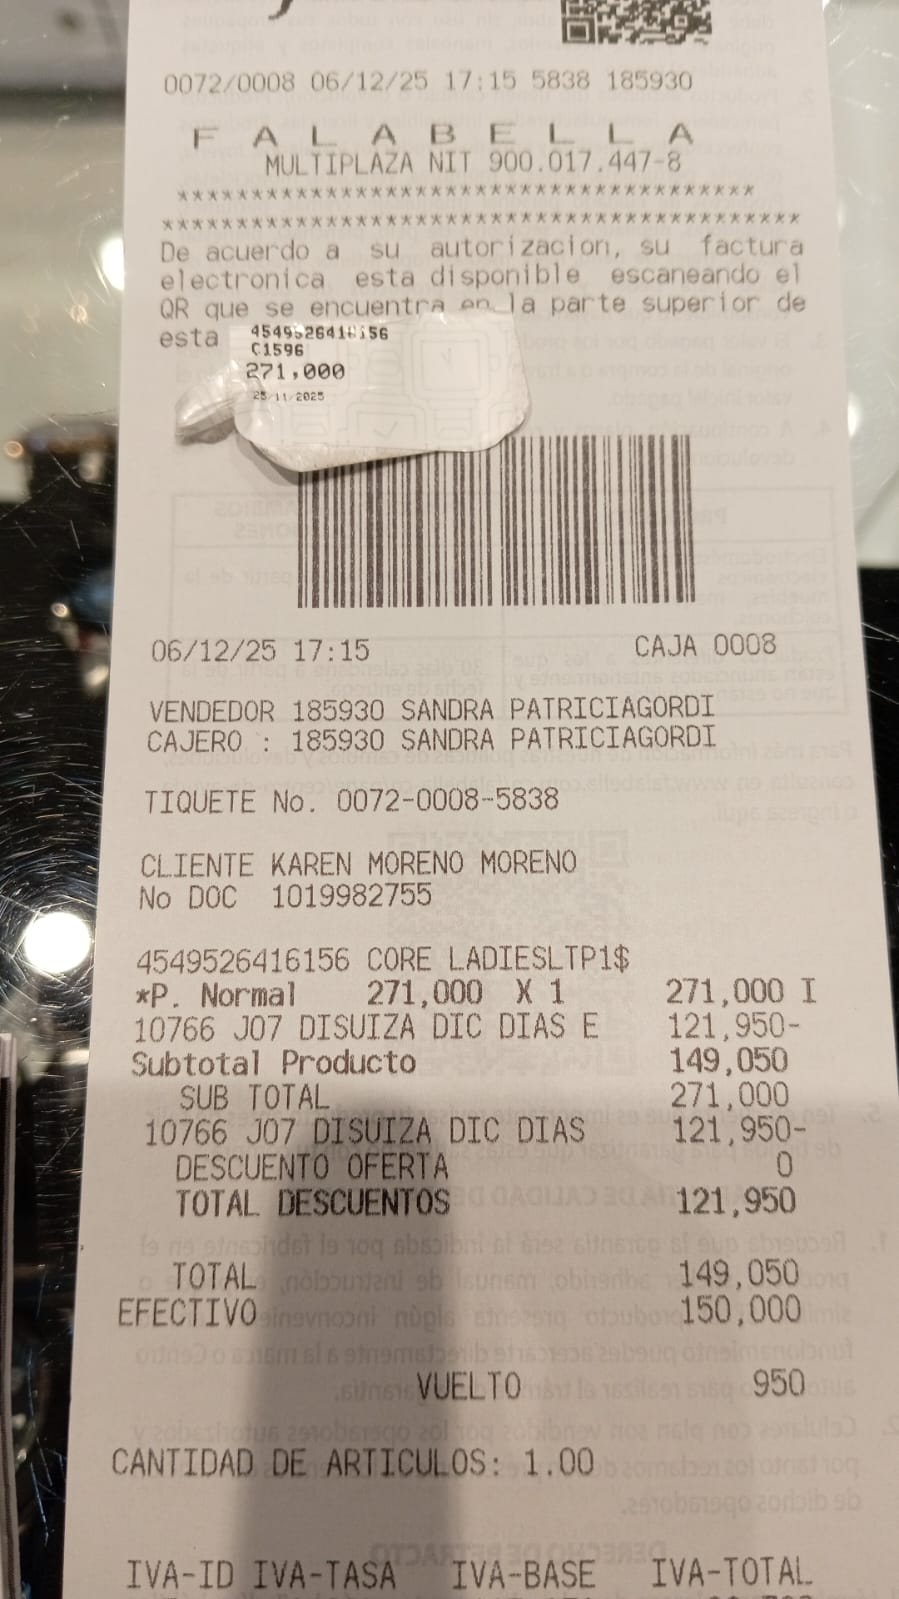 0072/0008 06/12/25 17:15 5838 185930
F A L A B E L L A
MULTIPLAZA NIT 900.017.447-8
***********************************
***************************************
De acuerdo a su autorizacion, su factura
electronica esta disponible escaneando el
QR que se encuentra en la parte superior de
esta
4549526416156
C1596
271,000
25/11/2025
06/12/25 17:15 CAJA 0008
VENDEDOR 185930 SANDRA PATRICIAGORDI
CAJERO : 185930 SANDRA PATRICIAGORDI
TIQUETE No. 0072-0008-5838
CLIENTE KAREN MORENO MORENO
No DOC 1019982755
4549526416156 CORE LADIESLTP1$
*P. Normal 271,000 X 1 271,000 I
10766 J07 DISUIZA DIC DIAS E 121,950-
Subtotal Producto 149,050
SUB TOTAL 271,000
10766 J07 DISUIZA DIC DIAS 121,950-
DESCUENTO OFERTA 0
TOTAL DESCUENTOS 121,950
TOTAL 149,050
EFECTIVO 150,000
VUELTO 950
CANTIDAD DE ARTICULOS: 1.00
IVA-ID IVA-TASA IVA-BASE IVA-TOTAL